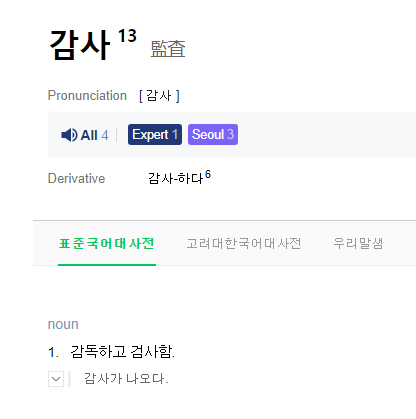 감사 13 監査
Pronunciation [ 감사 ]
All 4 Expert 1 Seoul 3
Derivative 감사-하다6
표준국어대사전 고려대한국어대사전 우리말샘
noun
1. 감독하고 검사함.
감사가 나오다.